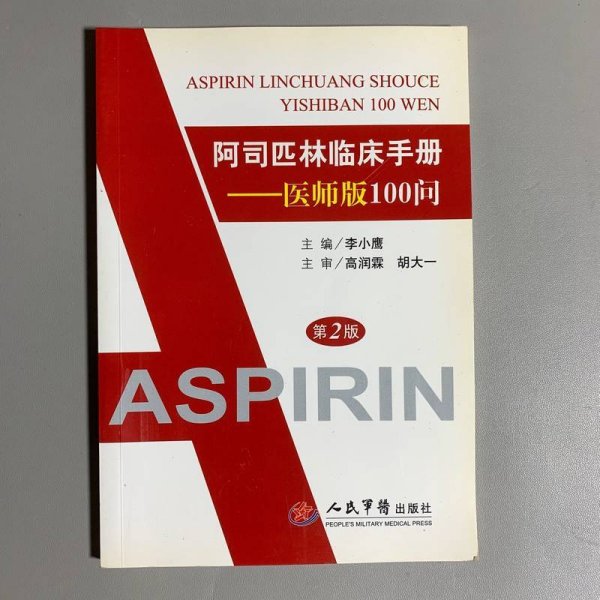 ASPIRIN LINCHUANG SHOUCE
YISHIBAN 100 WEN
阿司匹林临床手册
——医师版100问
主 编/李小鹰
主 审/高润霖 胡大一
第2版
ASPIRIN
人民軍醫出版社
PEOPLE'S MILITARY MEDICAL PRESS